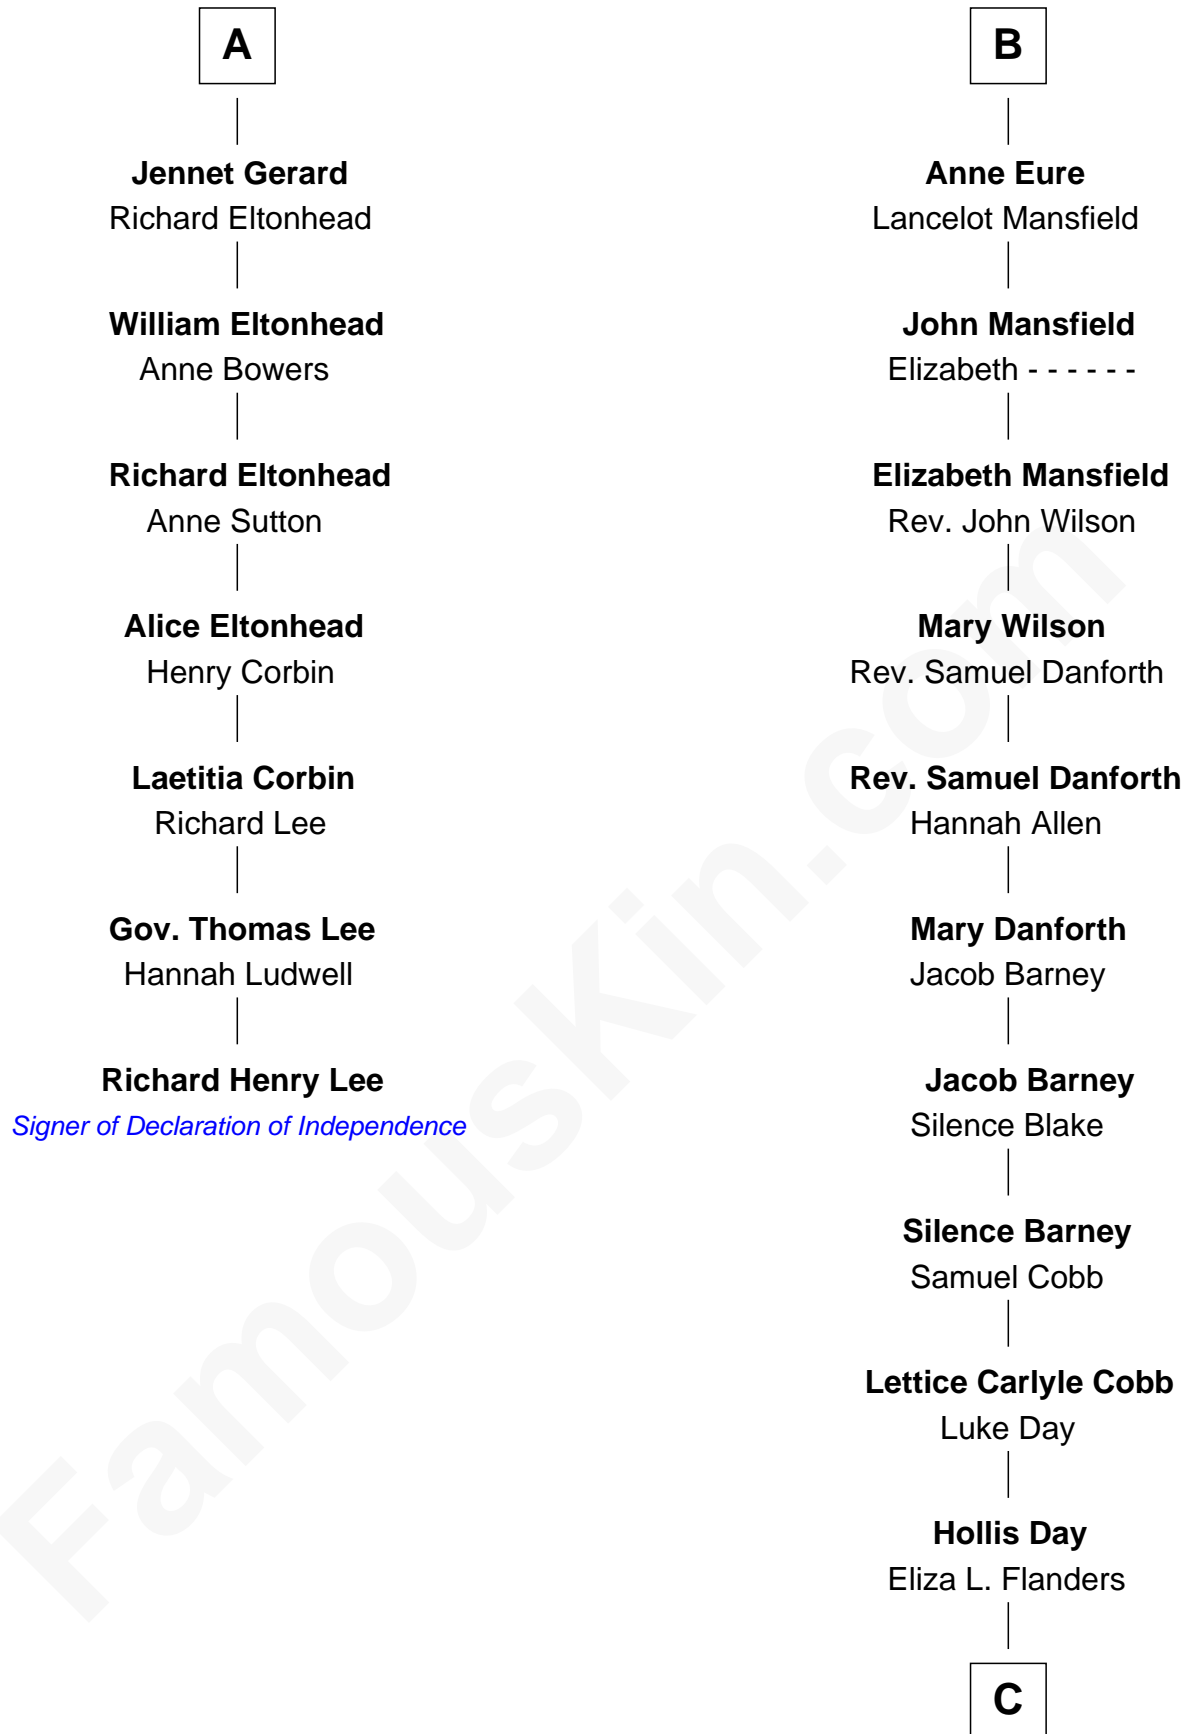 A
Jennet Gerard
Richard Eltonhead
William Eltonhead
Anne Bowers
Richard Eltonhead
Anne Sutton
Alice Eltonhead
Henry Corbin
Laetitia Corbin
Richard Lee
Gov. Thomas Lee
Hannah Ludwell
Richard Henry Lee
Signer of Declaration of Independence
B
Anne Eure
Lancelot Mansfield
John Mansfield
Elizabeth - - - - - -
Elizabeth Mansfield
Rev. John Wilson
Mary Wilson
Rev. Samuel Danforth
Rev. Samuel Danforth
Hannah Allen
Mary Danforth
Jacob Barney
Jacob Barney
Silence Blake
Silence Barney
Samuel Cobb
Lettice Carlyle Cobb
Luke Day
Hollis Day
Eliza L. Flanders
C
FamousKin.com